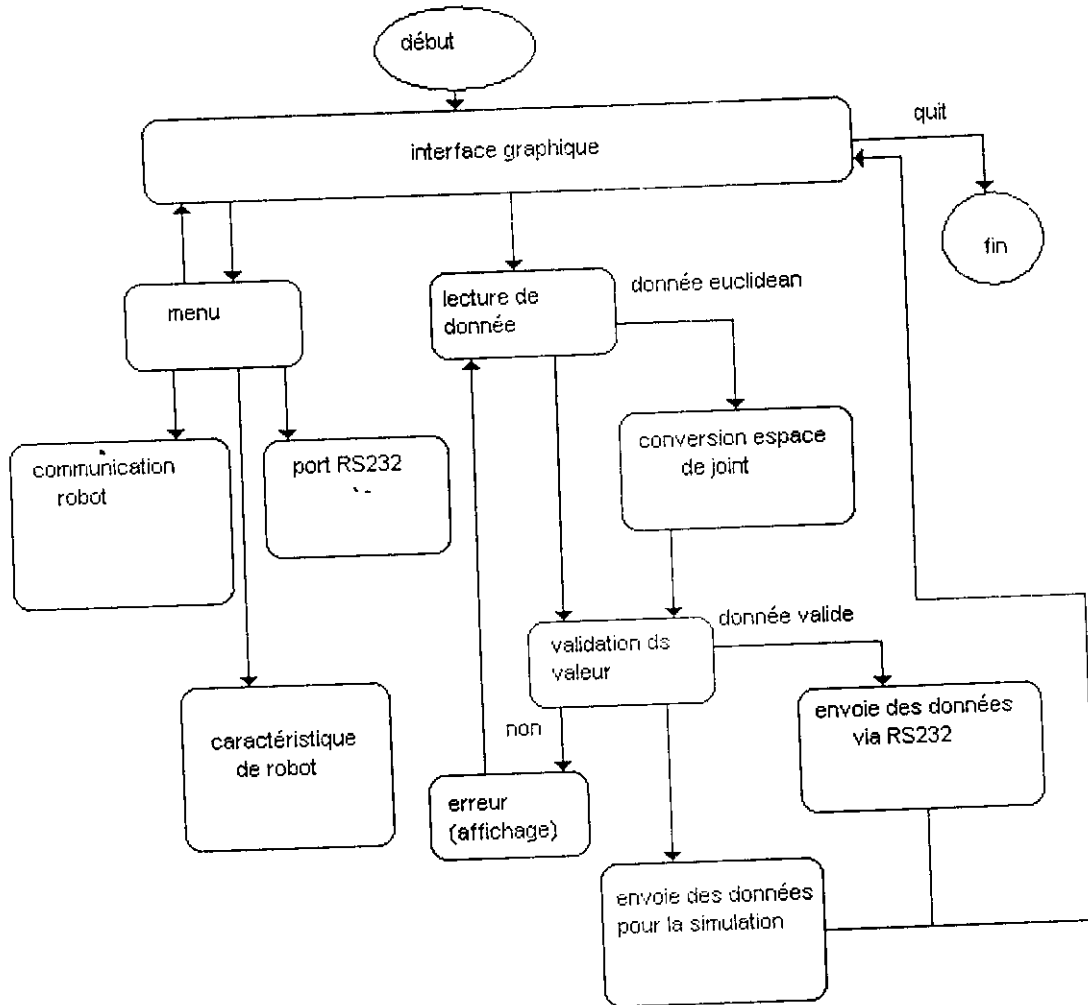 début
quit
interface graphique
fin
menu
lecture de
donnée
donnée euclidean
communication
robot
port RS232
conversion espace
de joint
donnée valide
validation ds
valeur
envoie des données
via RS232
caractéristique
de robot
non
erreur
(affichage)
envoie des données
pour la simulation